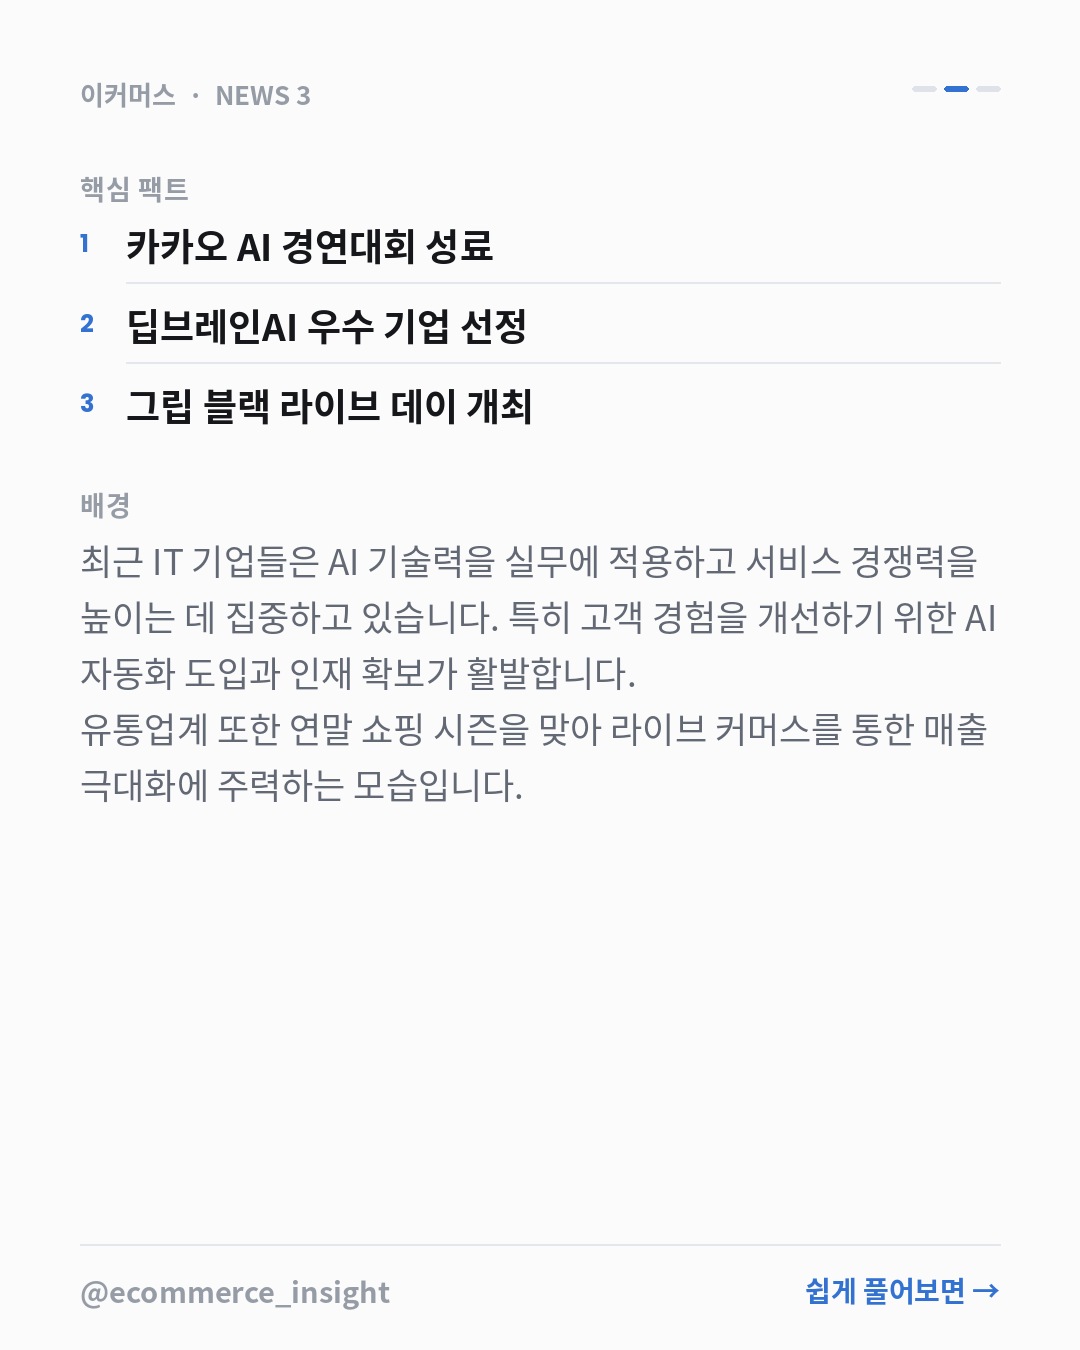 이커머스 · NEWS 3
핵심 팩트
1 카카오 AI 경연대회 성료
2 딥브레인AI 우수 기업 선정
3 그립 블랙 라이브 데이 개최
배경
최근 IT 기업들은 AI 기술력을 실무에 적용하고 서비스 경쟁력을
높이는 데 집중하고 있습니다. 특히 고객 경험을 개선하기 위한 AI
자동화 도입과 인재 확보가 활발합니다.
유통업계 또한 연말 쇼핑 시즌을 맞아 라이브 커머스를 통한 매출
극대화에 주력하는 모습입니다.
@ecommerce_insight
쉽게 풀어보면 →